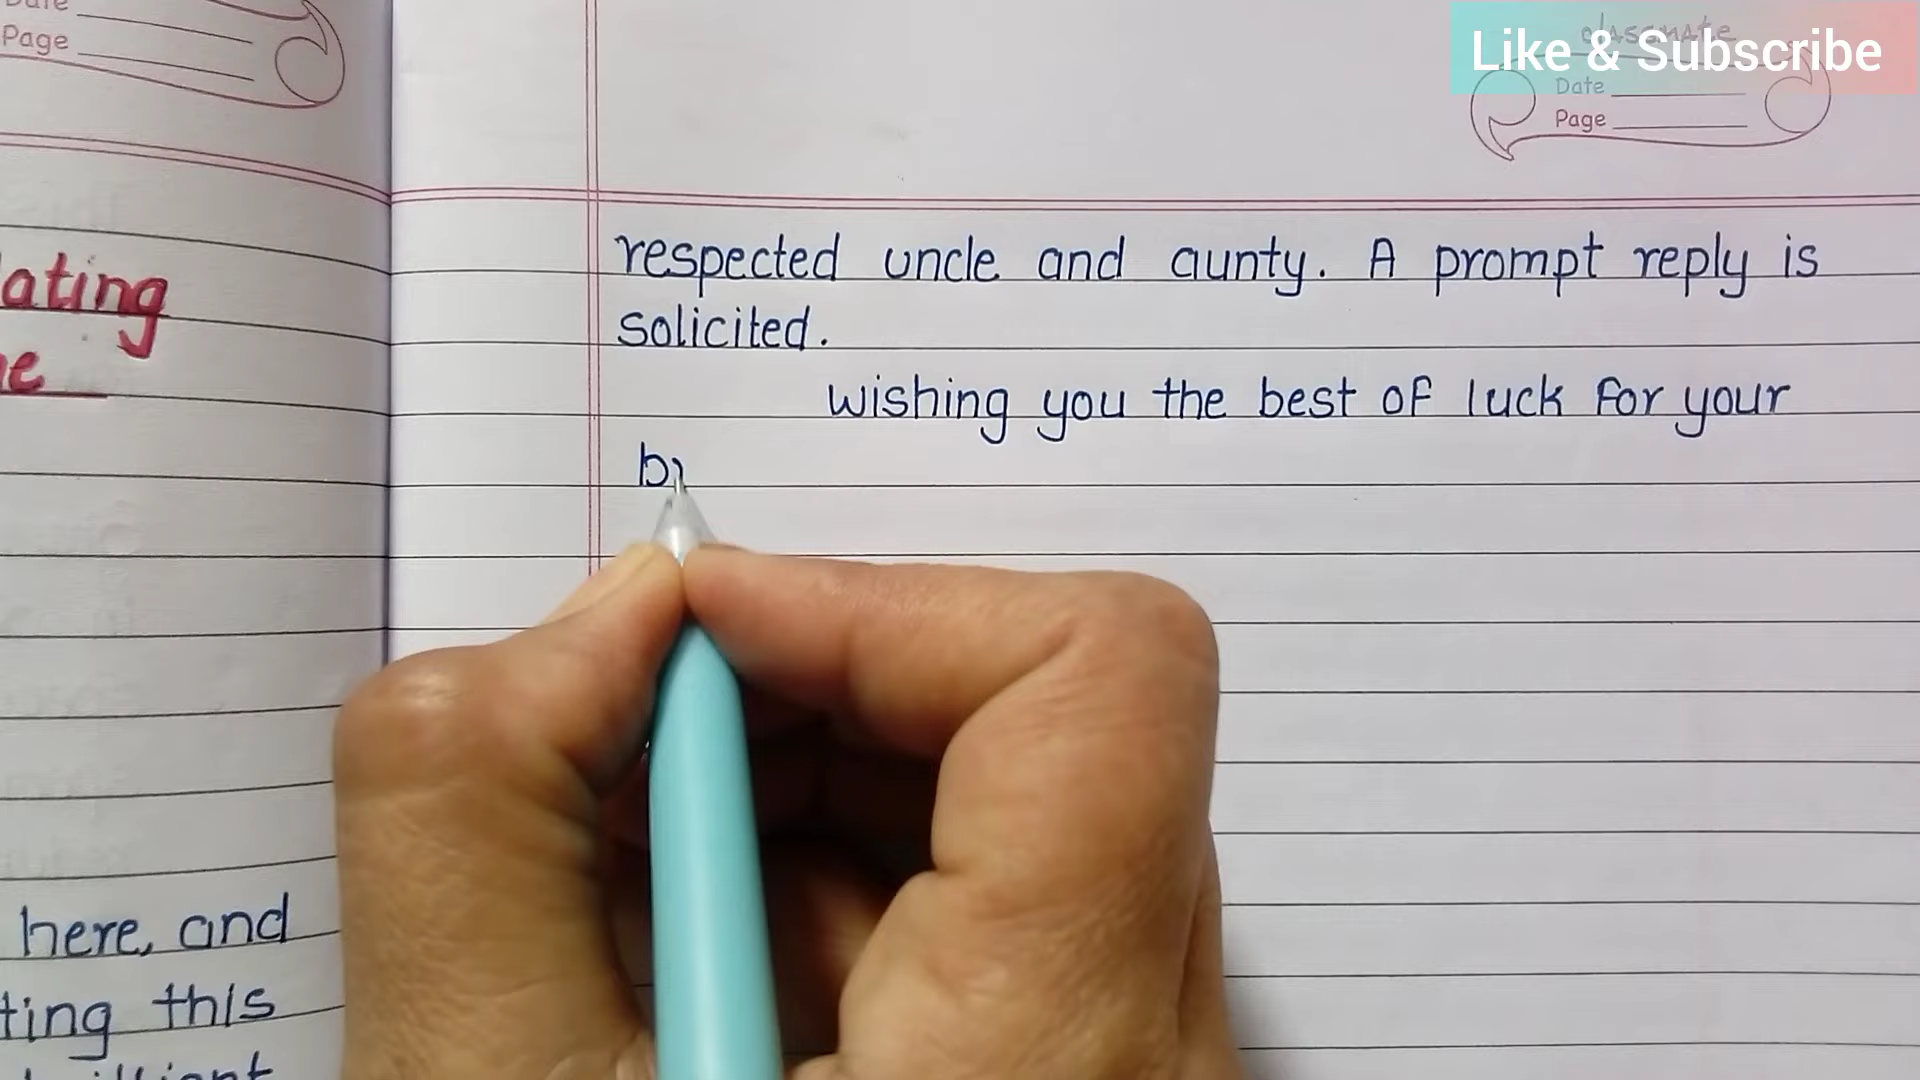 Page
Like & Subscribe
classmate
Date
Page
respected uncle and aunty. A prompt reply is
solicited.
wishing you the best of luck for your
ating
e
here, and
ting this